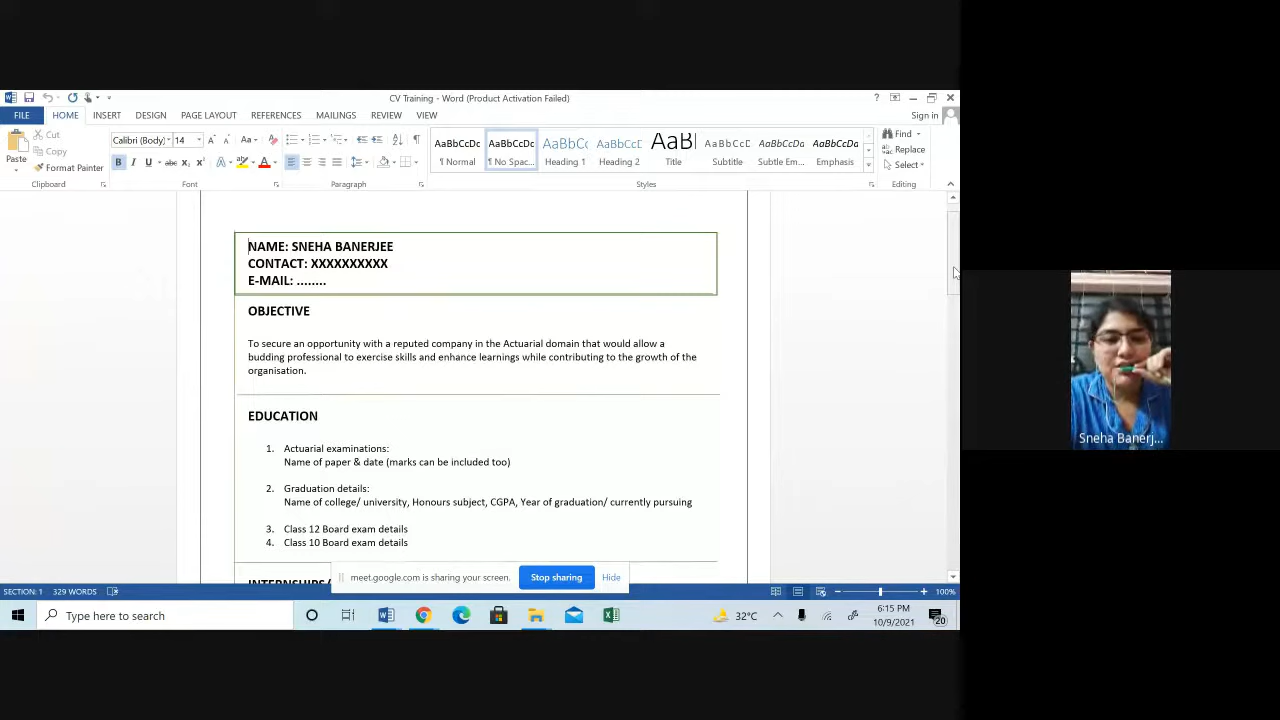 CV Training - Word (Product Activation Failed)
? 
Sign in
FILE HOME INSERT DESIGN PAGE LAYOUT REFERENCES MAILINGS REVIEW VIEW
Paste
Cut
Copy
Format Painter
Clipboard
Calibri (Body) 14
Font
Paragraph
AaBbCcDc AaBbCcDc AaBbC AaBbCcD AaB AaBbCcD AaBbCcDa AaBbCcDa
¶ Normal ¶ No Spac... Heading 1 Heading 2 Title Subtitle Subtle Em... Emphasis
Styles
Find
Replace
Select
Editing
NAME: SNEHA BANERJEE
CONTACT: XXXXXXXXXX
E-MAIL: ........
OBJECTIVE
To secure an opportunity with a reputed company in the Actuarial domain that would allow a
budding professional to exercise skills and enhance learnings while contributing to the growth of the
organisation.
EDUCATION
1. Actuarial examinations:
Name of paper & date (marks can be included too)
2. Graduation details:
Name of college/ university, Honours subject, CGPA, Year of graduation/ currently pursuing
3. Class 12 Board exam details
4. Class 10 Board exam details
meet.google.com is sharing your screen. Stop sharing Hide
SECTION: 1 329 WORDS 100%
Type here to search
32°C
6:15 PM
10/9/2021
20
Sneha Banerj...